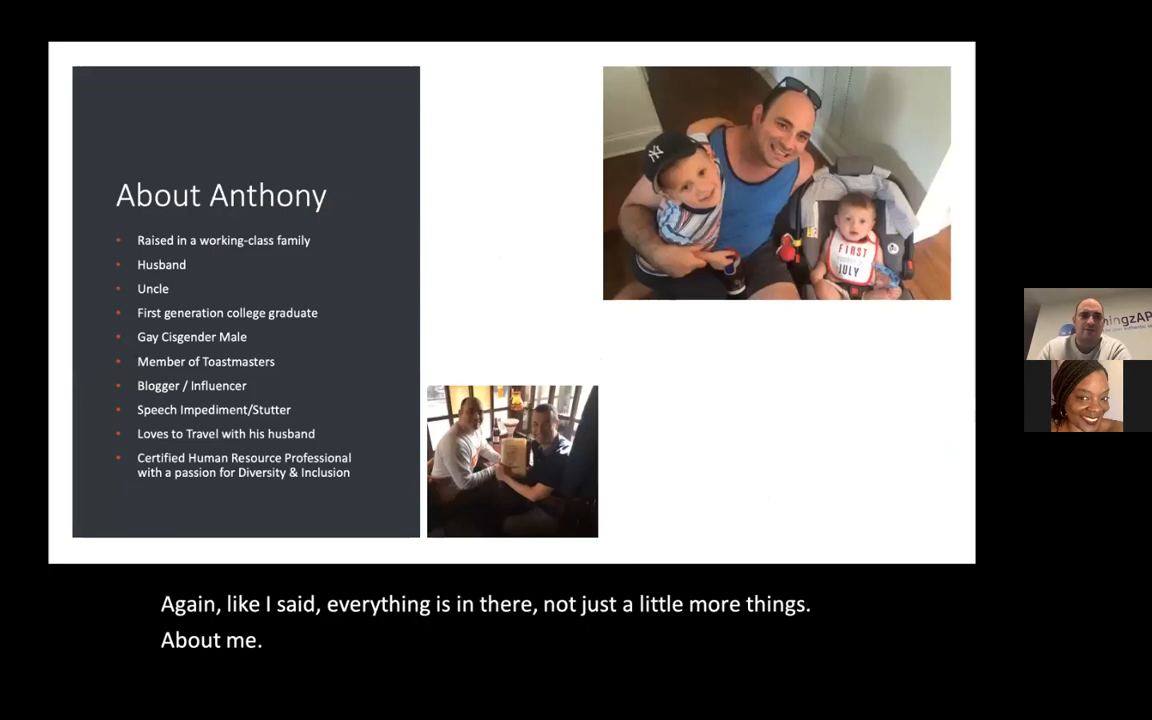 About Anthony
• Raised in a working-class family
• Husband
• Uncle
• First generation college graduate
• Gay Cisgender Male
• Member of Toastmasters
• Blogger / Influencer
• Speech Impediment/Stutter
• Loves to Travel with his husband
• Certified Human Resource Professional
with a passion for Diversity & Inclusion
NY
FIRST
JULY
ingzAP
Again, like I said, everything is in there, not just a little more things.
About me.